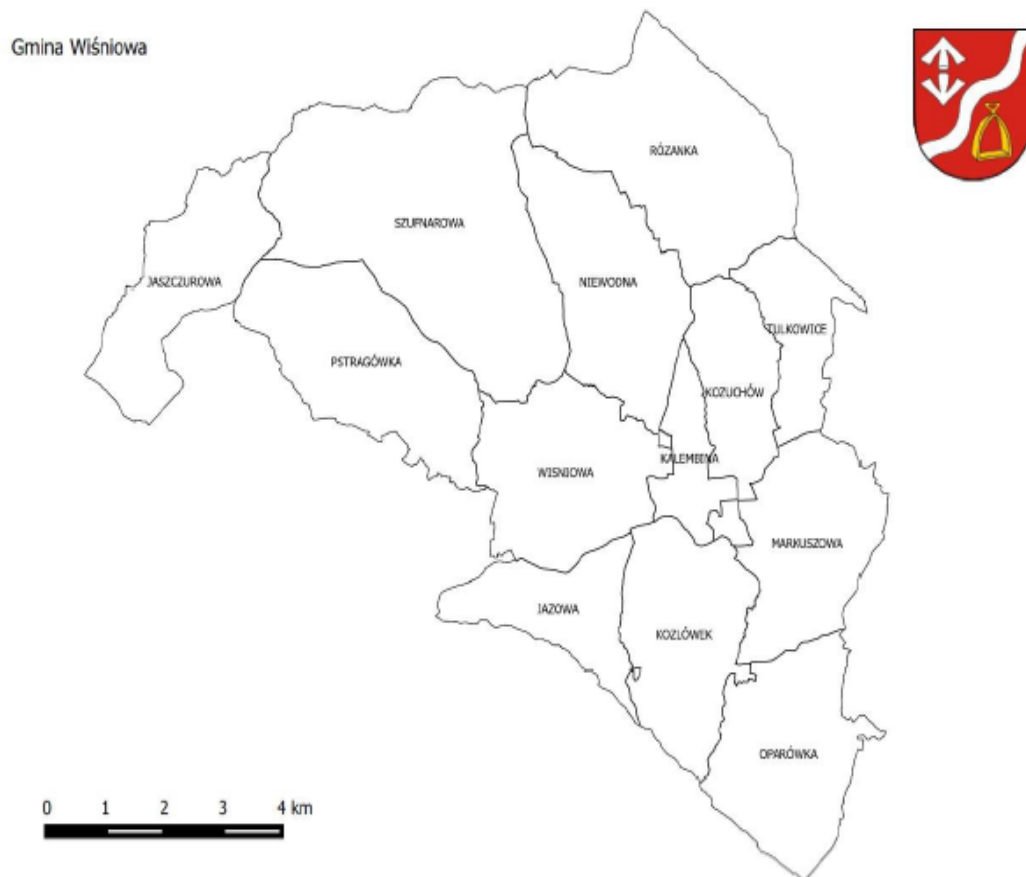 Gmina Wiśniowa
RÓZANKA
SZUFNAROWA
JASZCZUROWA
NIEWODNA
TULKOWICE
PSTRAGÓWKA
KOZUCHÓW
KALEMBINA
WISNIOWA
MARKUSZOWA
JAZOWA
KOZLÓWEK
OPARÓWKA
0 1 2 3 4 km